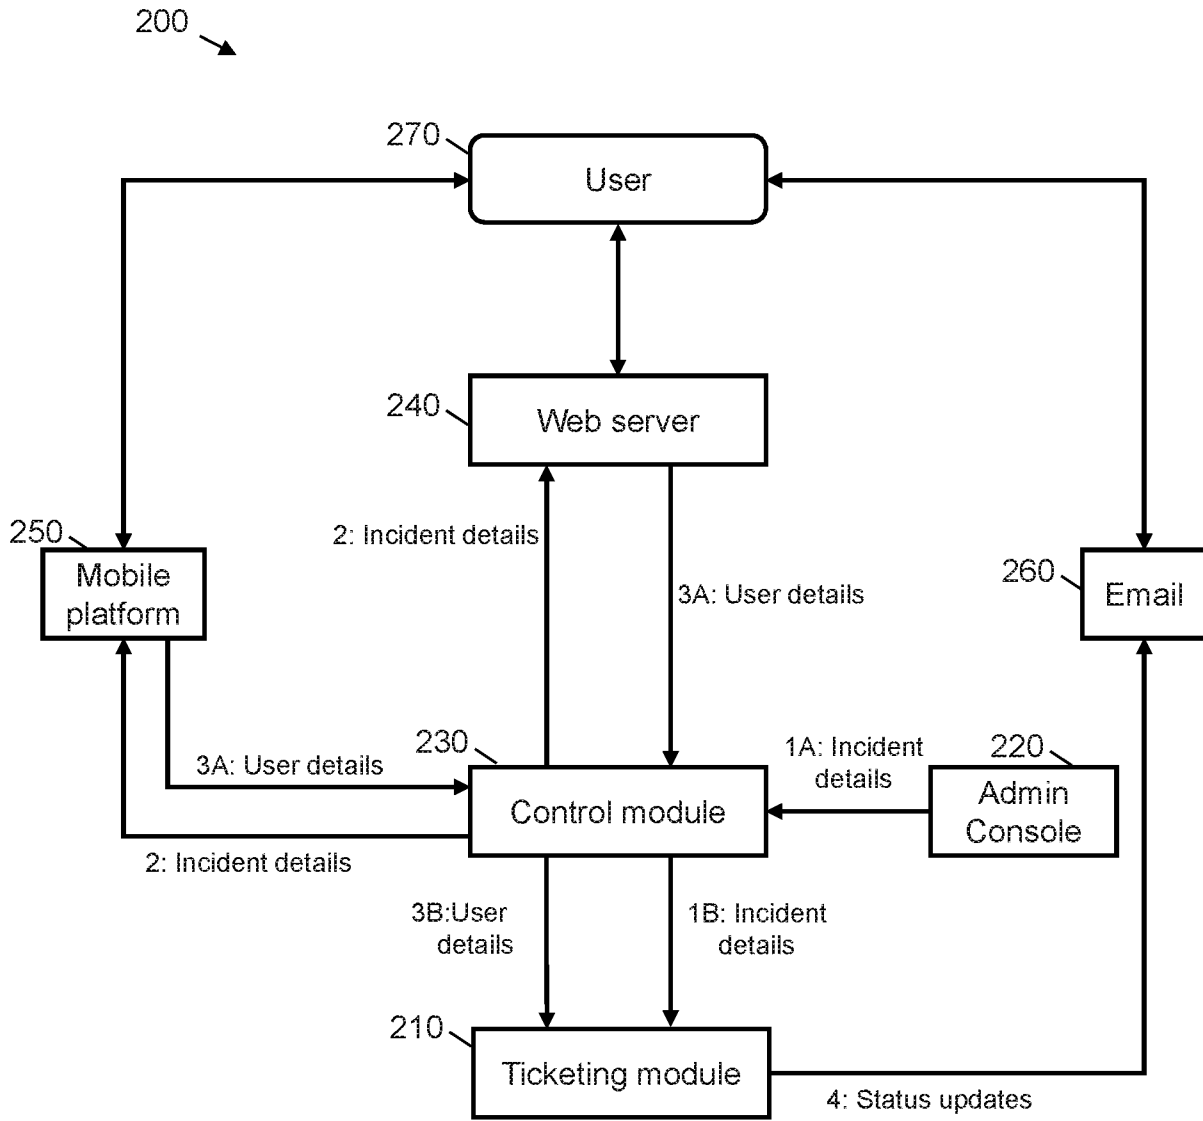 200
270
User
240
Web server
2: Incident details
250
Mobile
platform
260
Email
3A: User details
230
3A: User details
1A: Incident
details
220
Admin
Console
Control module
2: Incident details
3B:User
details
1B: Incident
details
210
Ticketing module
4: Status updates